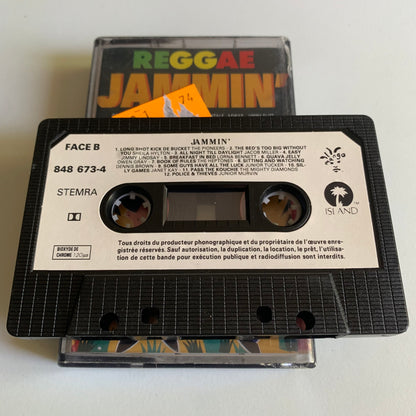 REGGAE
JAMMIN'
74
FACE B
JAMMIN'
848 673-4
1. LONG SHOT KICK DE BUCKET THE PIONEERS - 2. THE BED'S TOO BIG WITHOUT
YOU SHEILA HYLTON - 3. ALL NIGHT TILL DAYLIGHT JACOB MILLER - 4. EASY
JIMMY LINDSAY - 5. BREAKFAST IN BED LORNA BENNETT - 6. GUAVA JELLY
OWEN GRAY - 7. BOOK OF RULES THE HEPTONES - 8. SITTING AND WATCHING
DENNIS BROWN - 9. SOME GUYS HAVE ALL THE LUCK JUNIOR TUCKER - 10. SIL-
LY GAMES JANET KAY - 11. PASS THE KOUCHIE THE MIGHTY DIAMONDS
12. POLICE & THIEVES JUNIOR MURVIN
STEMRA
ISLAND
BIOXYDE DE
CHROME 120µs
Tous droits du producteur phonographique et du propriétaire de l'œuvre enre-
gistrée réservés. Sauf autorisation, la duplication, la location, le prêt, l'utilisa-
tion de cette bande pour exécution publique et radiodiffusion sont interdits.